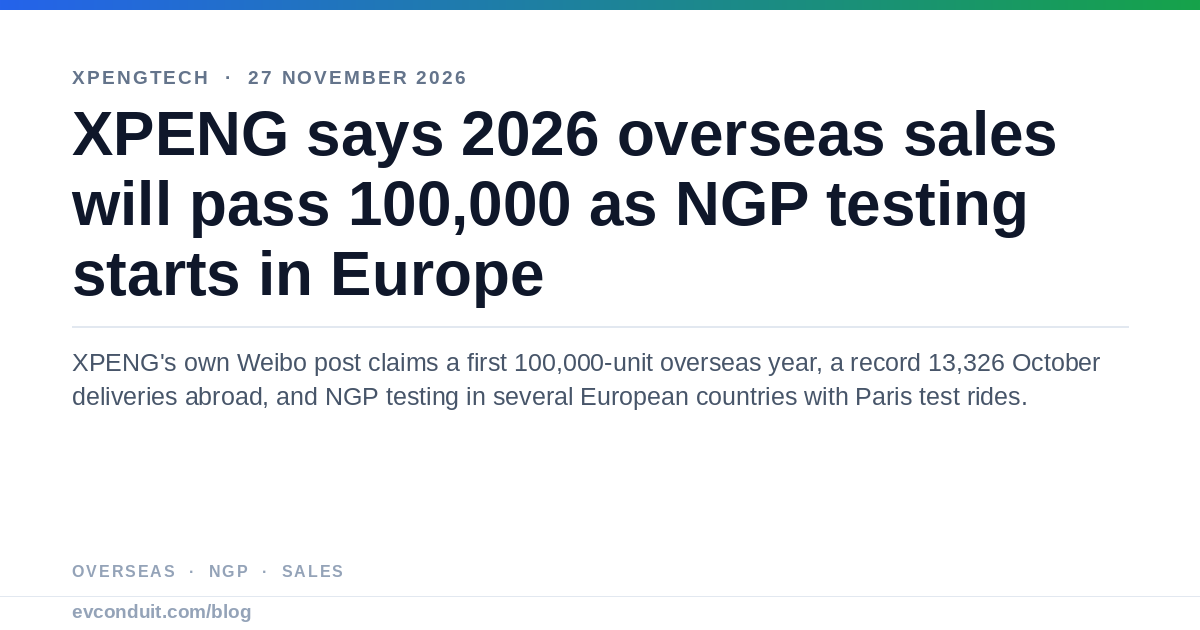 XPENGTECH · 27 NOVEMBER 2026
XPENG says 2026 overseas sales
will pass 100,000 as NGP testing
starts in Europe
XPENG's own Weibo post claims a first 100,000-unit overseas year, a record 13,326 October
deliveries abroad, and NGP testing in several European countries with Paris test rides.
OVERSEAS · NGP · SALES
evconduit.com/blog